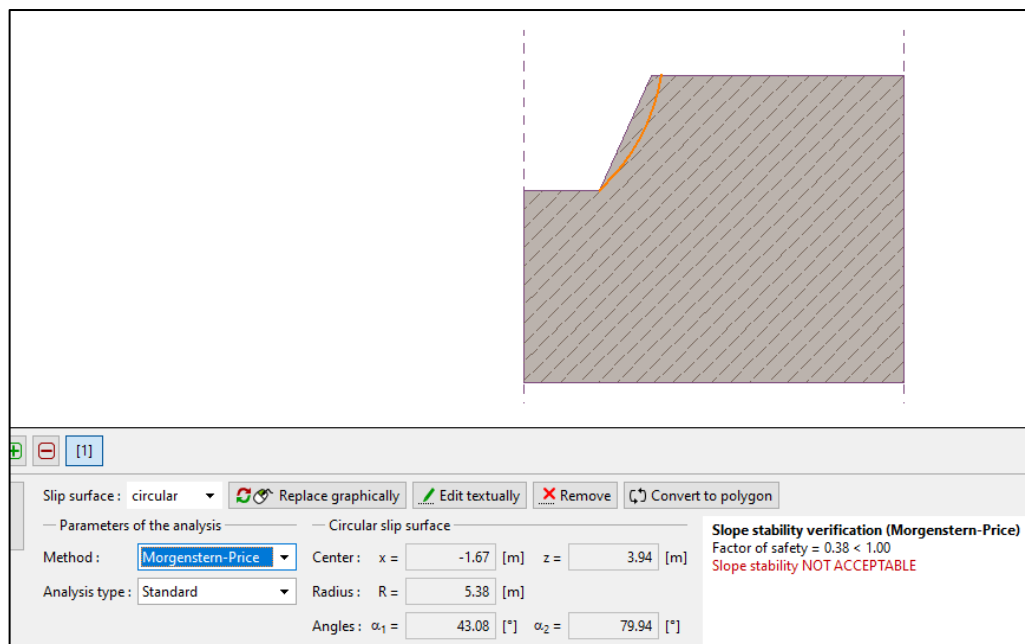 [1]
Slip surface : circular Replace graphically Edit textually Remove Convert to polygon
Parameters of the analysis Circular slip surface
Slope stability verification (Morgenstern-Price)
Factor of safety = 0.38 < 1.00
Slope stability NOT ACCEPTABLE
Method : Morgenstern-Price Center : x = -1.67 [m] z = 3.94 [m]
Analysis type : Standard Radius : R = 5.38 [m]
Angles : α1 = 43.08 [°] α2 = 79.94 [°]